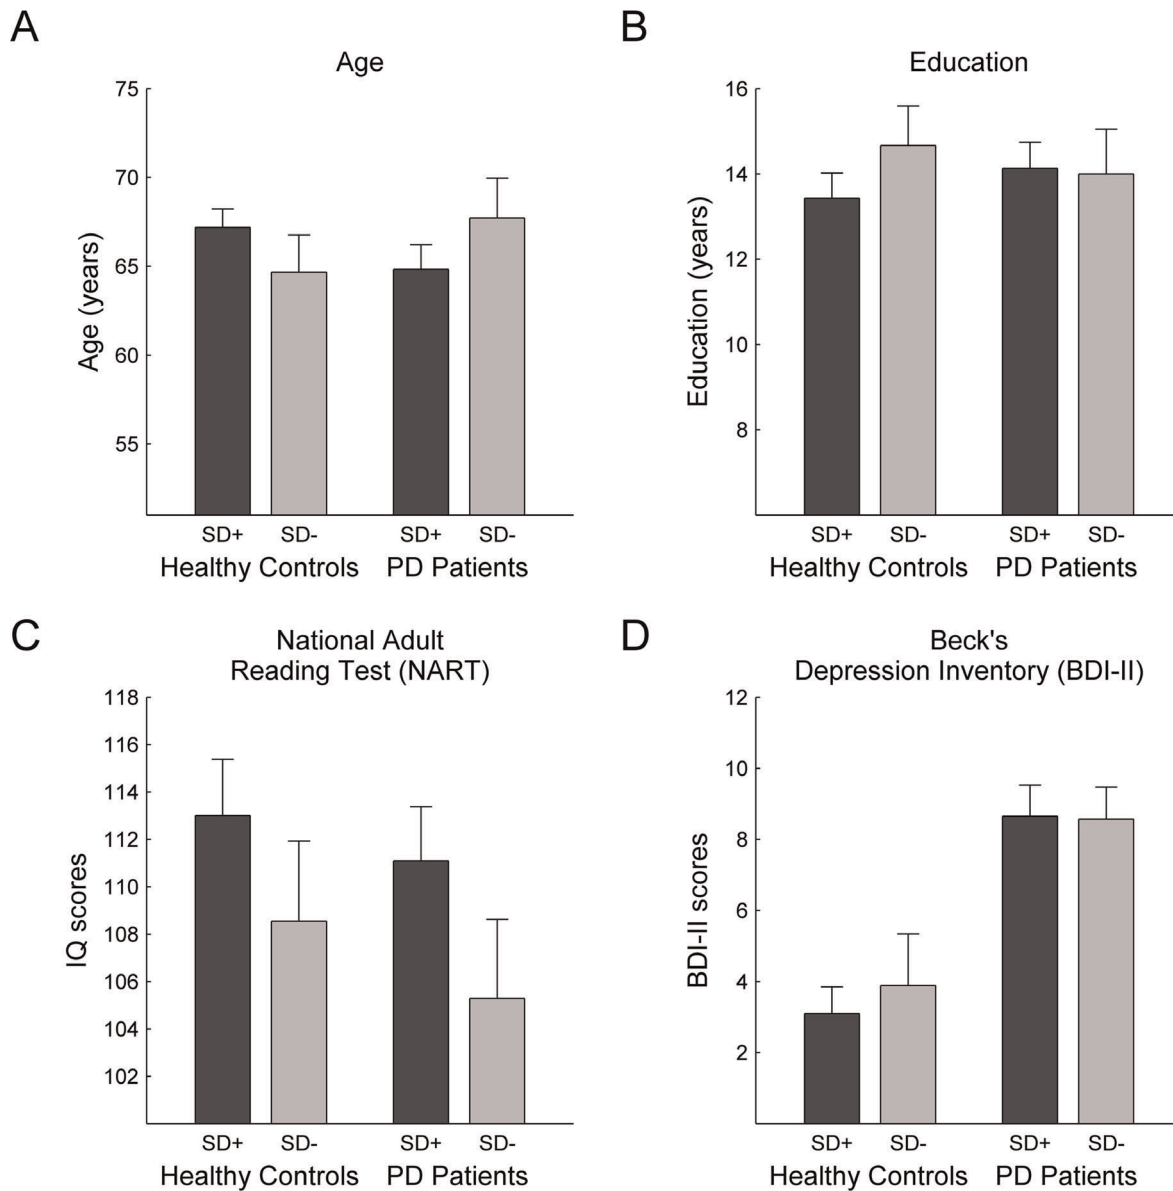 A
Age
75
70
65
60
55
Age (years)
SD+ SD- SD+ SD-
Healthy Controls PD Patients
B
Education
16
14
12
10
8
Education (years)
SD+ SD- SD+ SD-
Healthy Controls PD Patients
C
National Adult
Reading Test (NART)
118
116
114
112
110
108
106
104
102
IQ scores
SD+ SD- SD+ SD-
Healthy Controls PD Patients
D
Beck's
Depression Inventory (BDI-II)
12
10
8
6
4
2
BDI-II scores
SD+ SD- SD+ SD-
Healthy Controls PD Patients